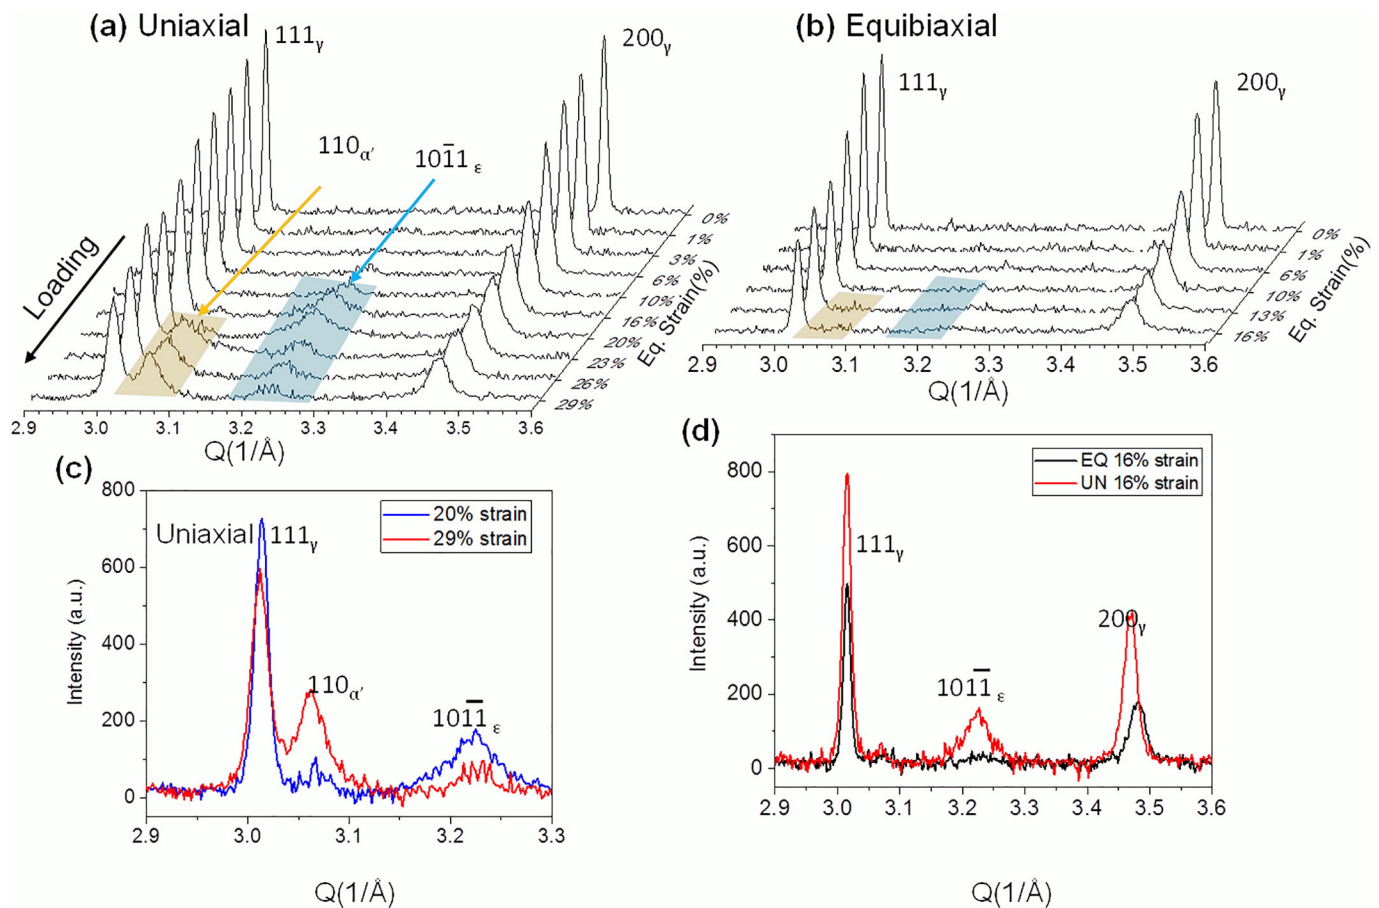 (a) Uniaxial
111γ
200γ
110α′
101̄1 ε
Loading
0%
1%
3%
6%
10%
16%
20%
23%
26%
29%
Eq. Strain(%)
2.9 3.0 3.1 3.2 3.3 3.4 3.5 3.6
Q(1/Å)
(b) Equibiaxial
111γ
200γ
0%
1%
6%
10%
13%
16%
Eq. Strain(%)
3.0 3.1 3.2 3.3 3.4 3.5 3.6
Q(1/Å)
(c)
800
600
400
200
0
Intensity (a.u.)
Uniaxial
111γ
110α′
101̄1 ε
20% strain
29% strain
2.9 3.0 3.1 3.2 3.3
Q(1/Å)
(d)
800
600
400
200
0
Intensity (a.u.)
111γ
101̄1 ε
200γ
EQ 16% strain
UN 16% strain
2.9 3.0 3.1 3.2 3.3 3.4 3.5 3.6
Q(1/Å)